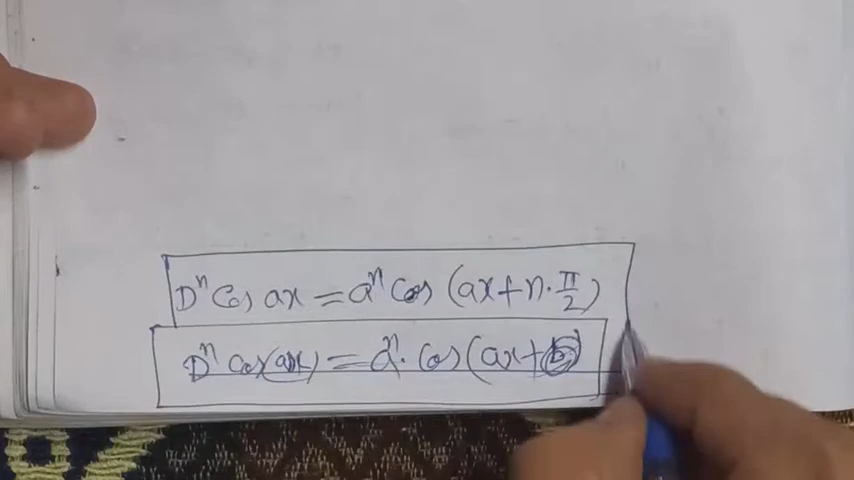 Dⁿ Cos ax = aⁿ Cos (ax + n · π/2)
Dⁿ Cos(ax) = aⁿ · Cos (ax +